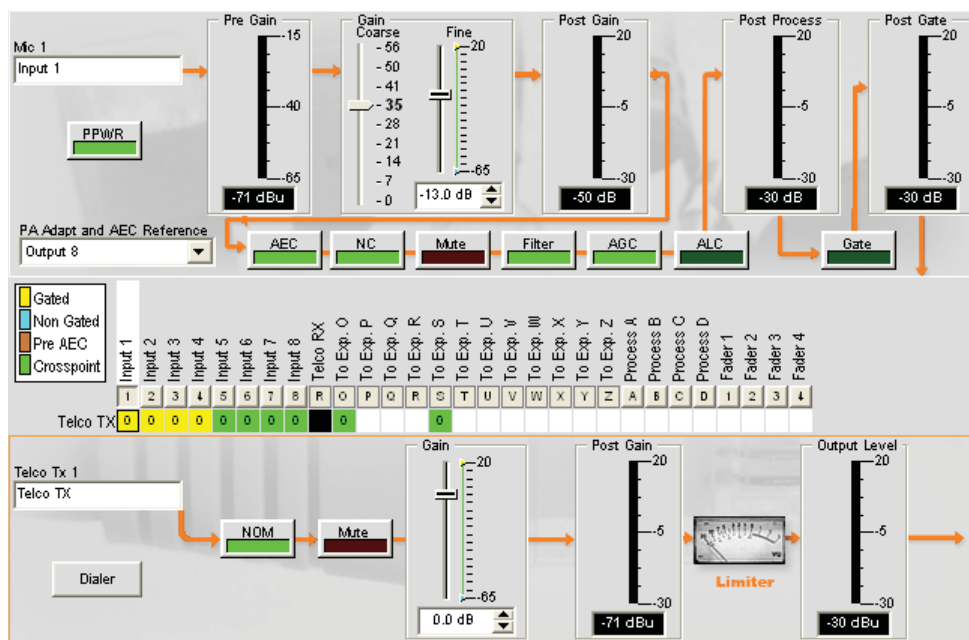 Pre Gain
Gain
Post Gain
Post Process
Post Gate
Coarse
Fine
Mic 1
Input 1
PPWR
-15
-40
-65
-71 dBu
- 56
- 50
- 41
- 35
- 28
- 21
- 14
- 7
- 0
20
-65
-13.0 dB
20
-5
-30
-50 dB
20
-5
-30
-30 dB
20
-5
-30
-30 dB
PA Adapt and AEC Reference
Output 8
AEC
NC
Mute
Filter
AGC
ALC
Gate
Gated
Non Gated
Pre AEC
Crosspoint
Input 1
Input 2
Input 3
Input 4
Input 5
Input 6
Input 7
Input 8
Telco RX
To Exp. O
To Exp. P
To Exp. Q
To Exp. R
To Exp. S
To Exp. T
To Exp. U
To Exp. V
To Exp. W
To Exp. X
To Exp. Y
To Exp. Z
Process A
Process B
Process C
Process D
Fader 1
Fader 2
Fader 3
Fader 4
1 2 3 4 5 6 7 8 R O P Q R S T U V W X Y Z A B C D 1 2 3 4
Telco TX 0 0 0 0 0 0 0 0 0 0
Telco Tx 1
Telco TX
NOM
Mute
Dialer
Gain
20
-65
0.0 dB
Post Gain
20
-5
-30
-71 dBu
VU
Limiter
Output Level
20
-5
-30
-30 dBu